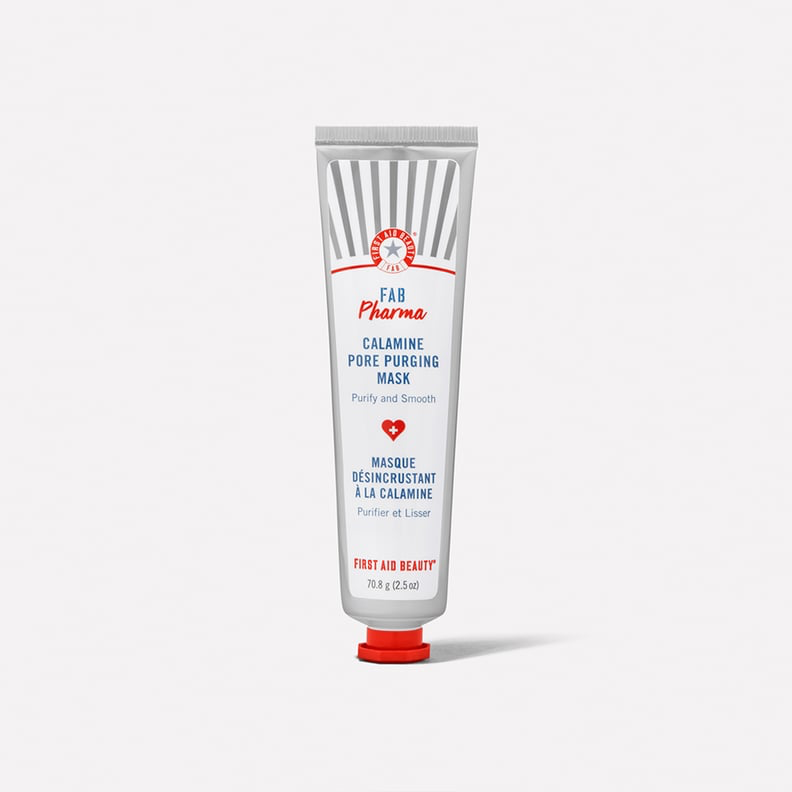 FIRST AID BEAUTY
FAB
FAB
Pharma
CALAMINE
PORE PURGING
MASK
Purify and Smooth
MASQUE
DÉSINCRUSTANT
À LA CALAMINE
Purifier et Lisser
FIRST AID BEAUTY®
70.8 g (2.5 oz)